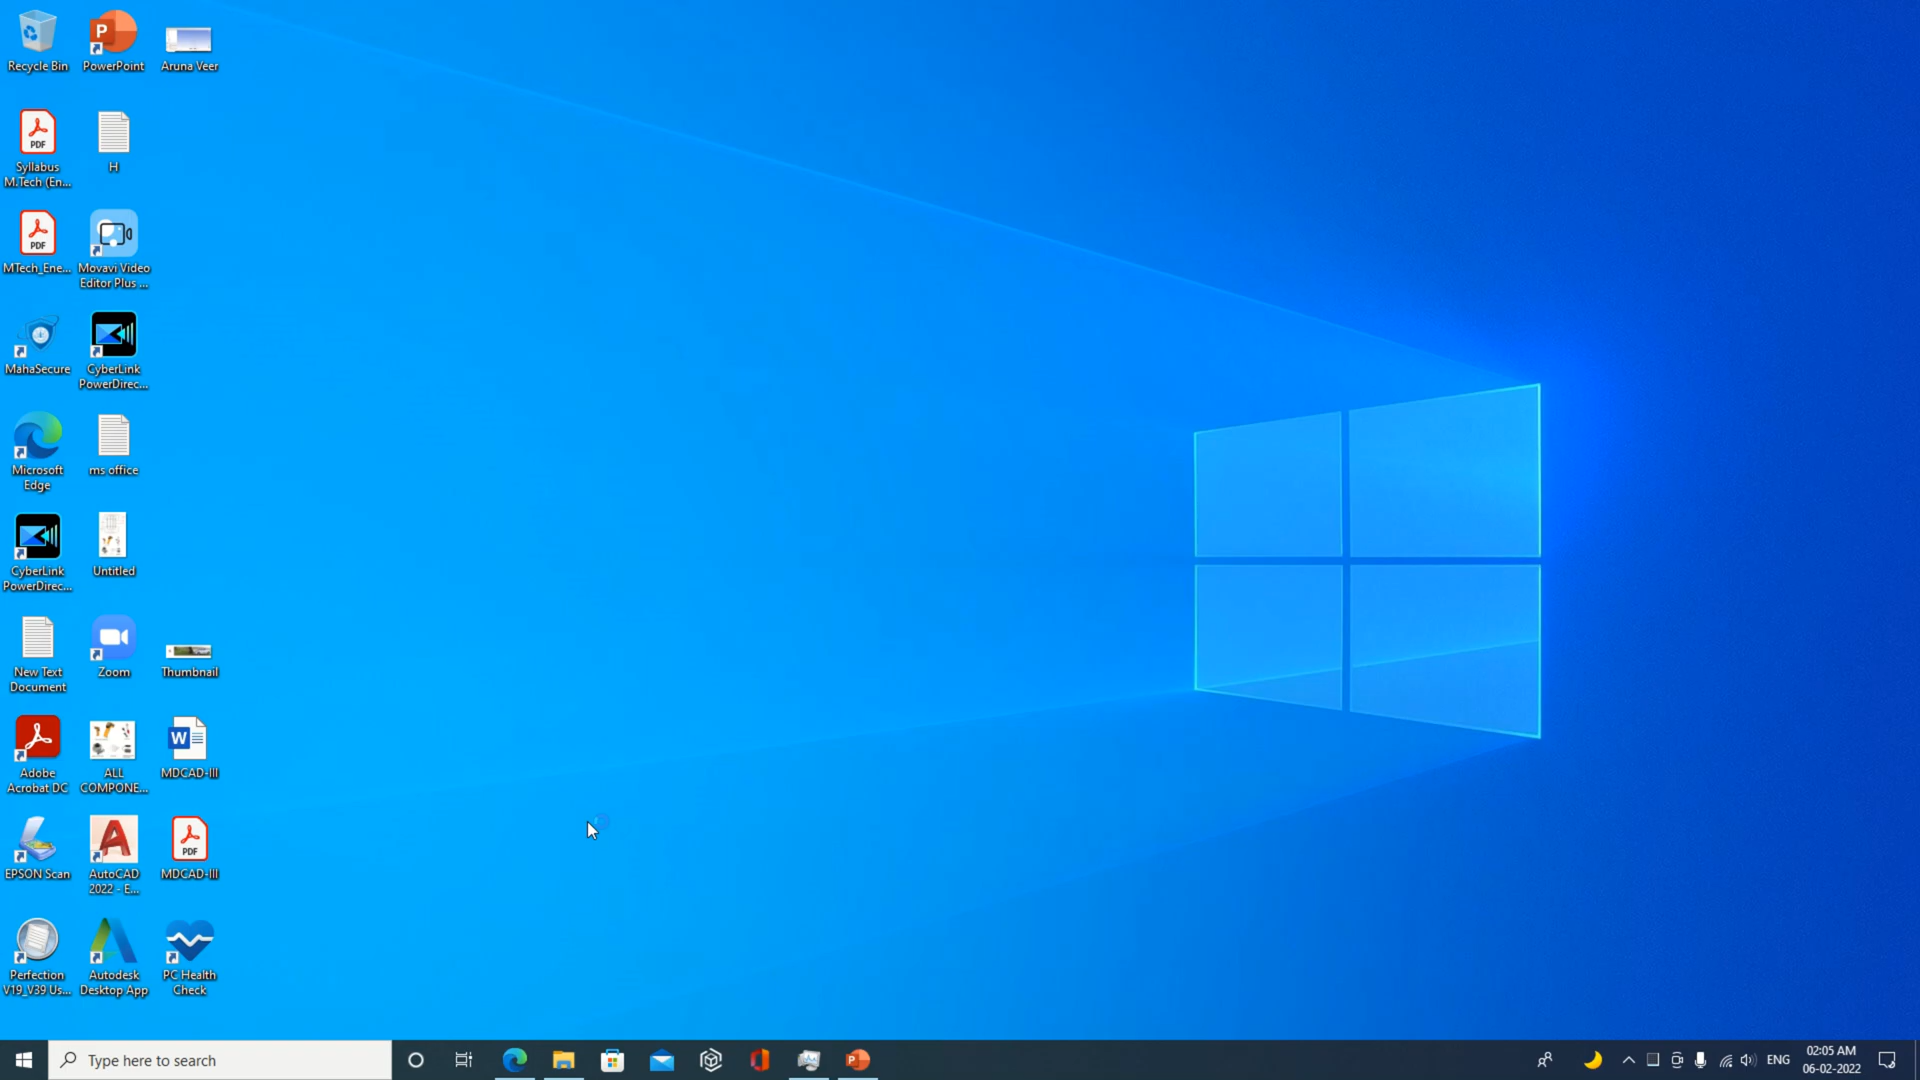 Recycle Bin
PowerPoint
Aruna Veer
Syllabus
M.Tech (En...
H
MTech_Ene...
Movavi Video
Editor Plus ...
MahaSecure
CyberLink
PowerDirec...
Microsoft
Edge
ms office
CyberLink
PowerDirec...
Untitled
New Text
Document
Zoom
Thumbnail
Adobe
Acrobat DC
ALL
COMPONE...
MDCAD-III
EPSON Scan
AutoCAD
2022 - E...
MDCAD-III
Perfection
V19_V39 Us...
Autodesk
Desktop App
PC Health
Check
PDF
PDF
PDF
Type here to search
ENG
02:05 AM
06-02-2022